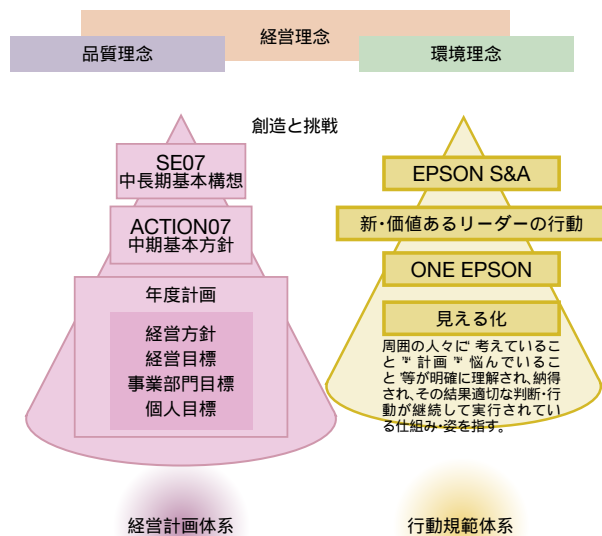 経営理念
品質理念
環境理念
創造と挑戦
SE07
中長期基本構想
ACTION07
中期基本方針
年度計画
経営方針
経営目標
事業部門目標
個人目標
経営計画体系
EPSON S&A
新・価値あるリーダーの行動
ONE EPSON
見える化
周囲の人々に“考えているこ
と”“計画”“悩んでいるこ
と”等が明確に理解され、納得
され、その結果適切な判断・行
動が継続して実行されてい
る仕組み・姿を指す。
行動規範体系